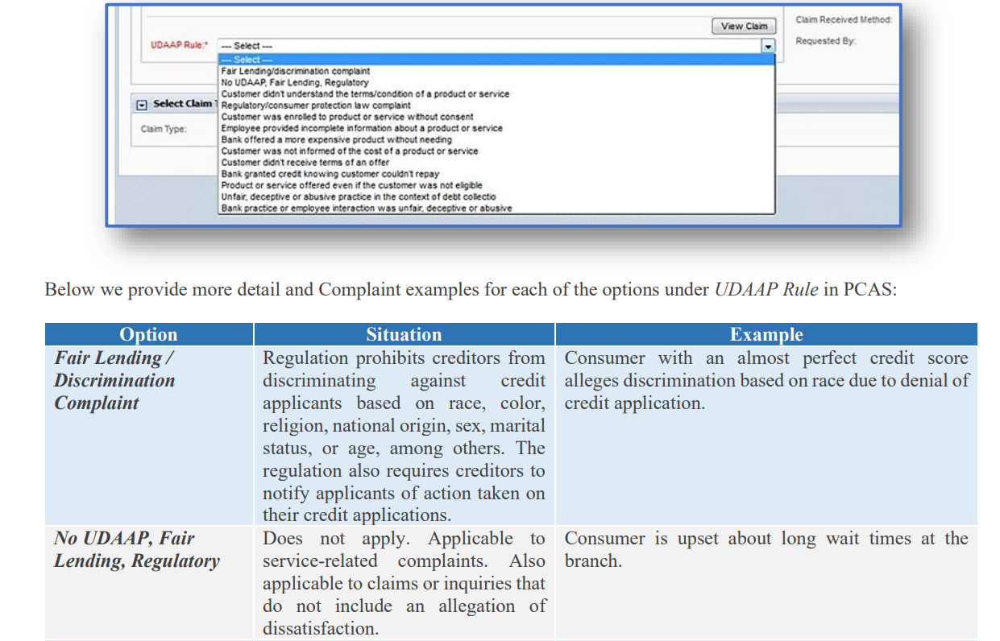 View Claim
Claim Received Method:
UDAAP Rule:*
--- Select ---
Requested By:
--- Select ---
Fair Lending/discrimination complaint
No UDAAP, Fair Lending, Regulatory
Customer didn't understand the terms/condition of a product or service
Select Claim
Regulatory/consumer protection law complaint
Customer was enrolled to product or service without consent
Claim Type:
Employee provided incomplete information about a product or service
Bank offered a more expensive product without needing
Customer was not informed of the cost of a product or service
Customer didn't receive terms of an offer
Bank granted credit knowing customer couldn't repay
Product or service offered even if the customer was not eligible
Unfair, deceptive or abusive practice in the context of debt collectio
Bank practice or employee interaction was unfair, deceptive or abusive
Below we provide more detail and Complaint examples for each of the options under UDAAP Rule in PCAS:
Option
Situation
Example
Fair Lending /
Discrimination
Complaint
Regulation prohibits creditors from
discriminating against credit
applicants based on race, color,
religion, national origin, sex, marital
status, or age, among others. The
regulation also requires creditors to
notify applicants of action taken on
their credit applications.
Consumer with an almost perfect credit score
alleges discrimination based on race due to denial of
credit application.
No UDAAP, Fair
Lending, Regulatory
Does not apply. Applicable to
service-related complaints. Also
applicable to claims or inquiries that
do not include an allegation of
dissatisfaction.
Consumer is upset about long wait times at the
branch.